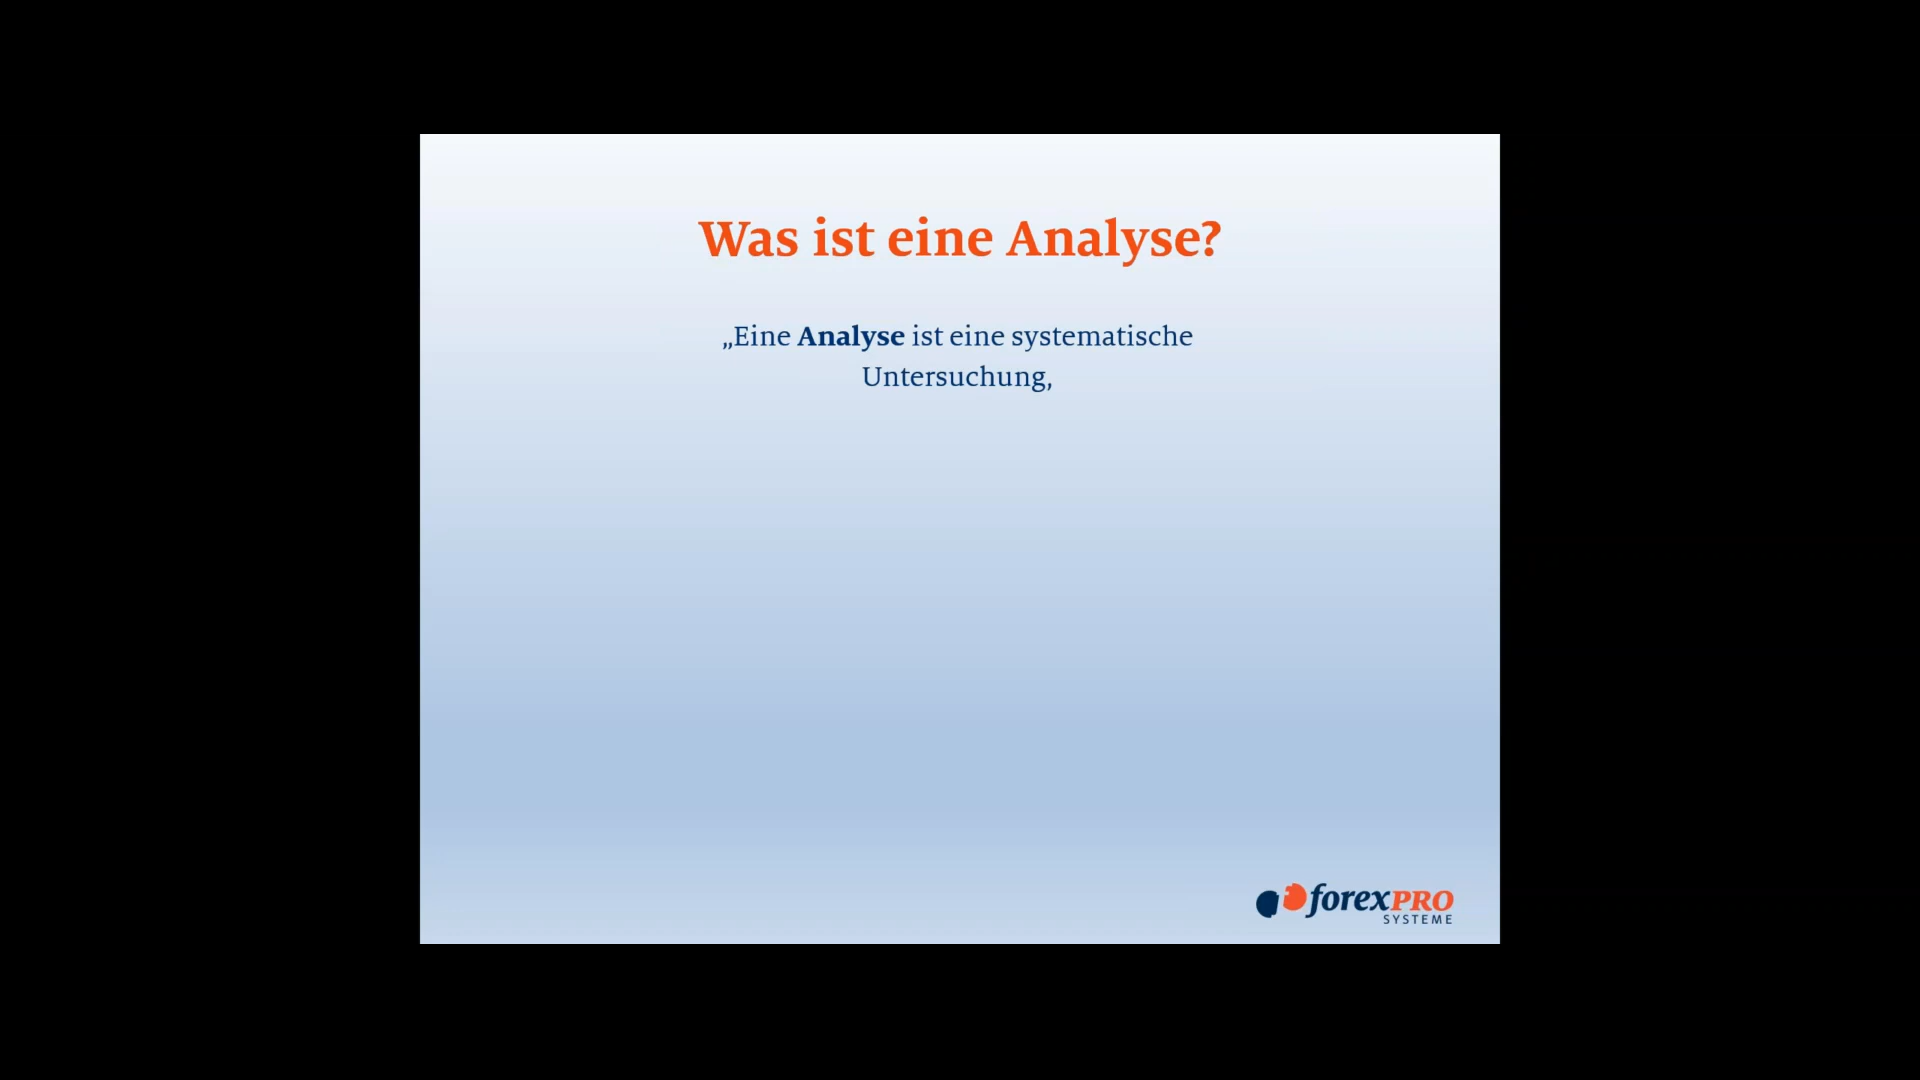 Was ist eine Analyse?
„Eine Analyse ist eine systematische
Untersuchung,
forexPRO
SYSTEME